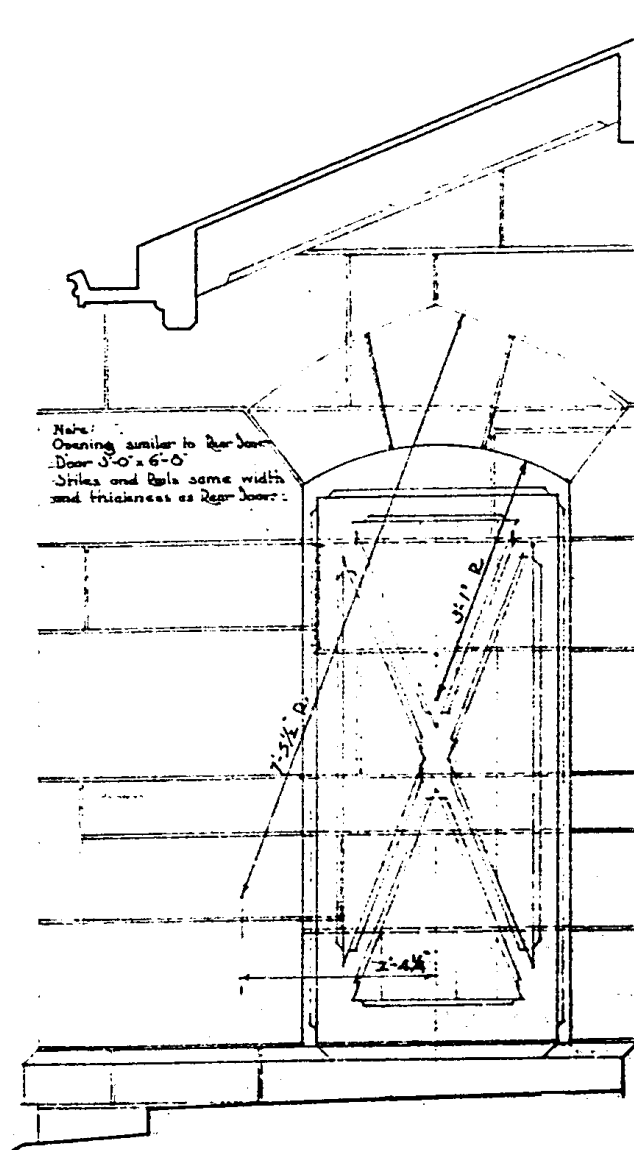 Note:
Opening similar to Rear Door
Door 3'-0" x 6'-8"
Stiles and Rails same width
and thickness as Rear Door.
3'-1" R.
7'-5½" R.
2'-4¼"